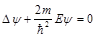 Δψ + 2m/ħ² Eψ = 0